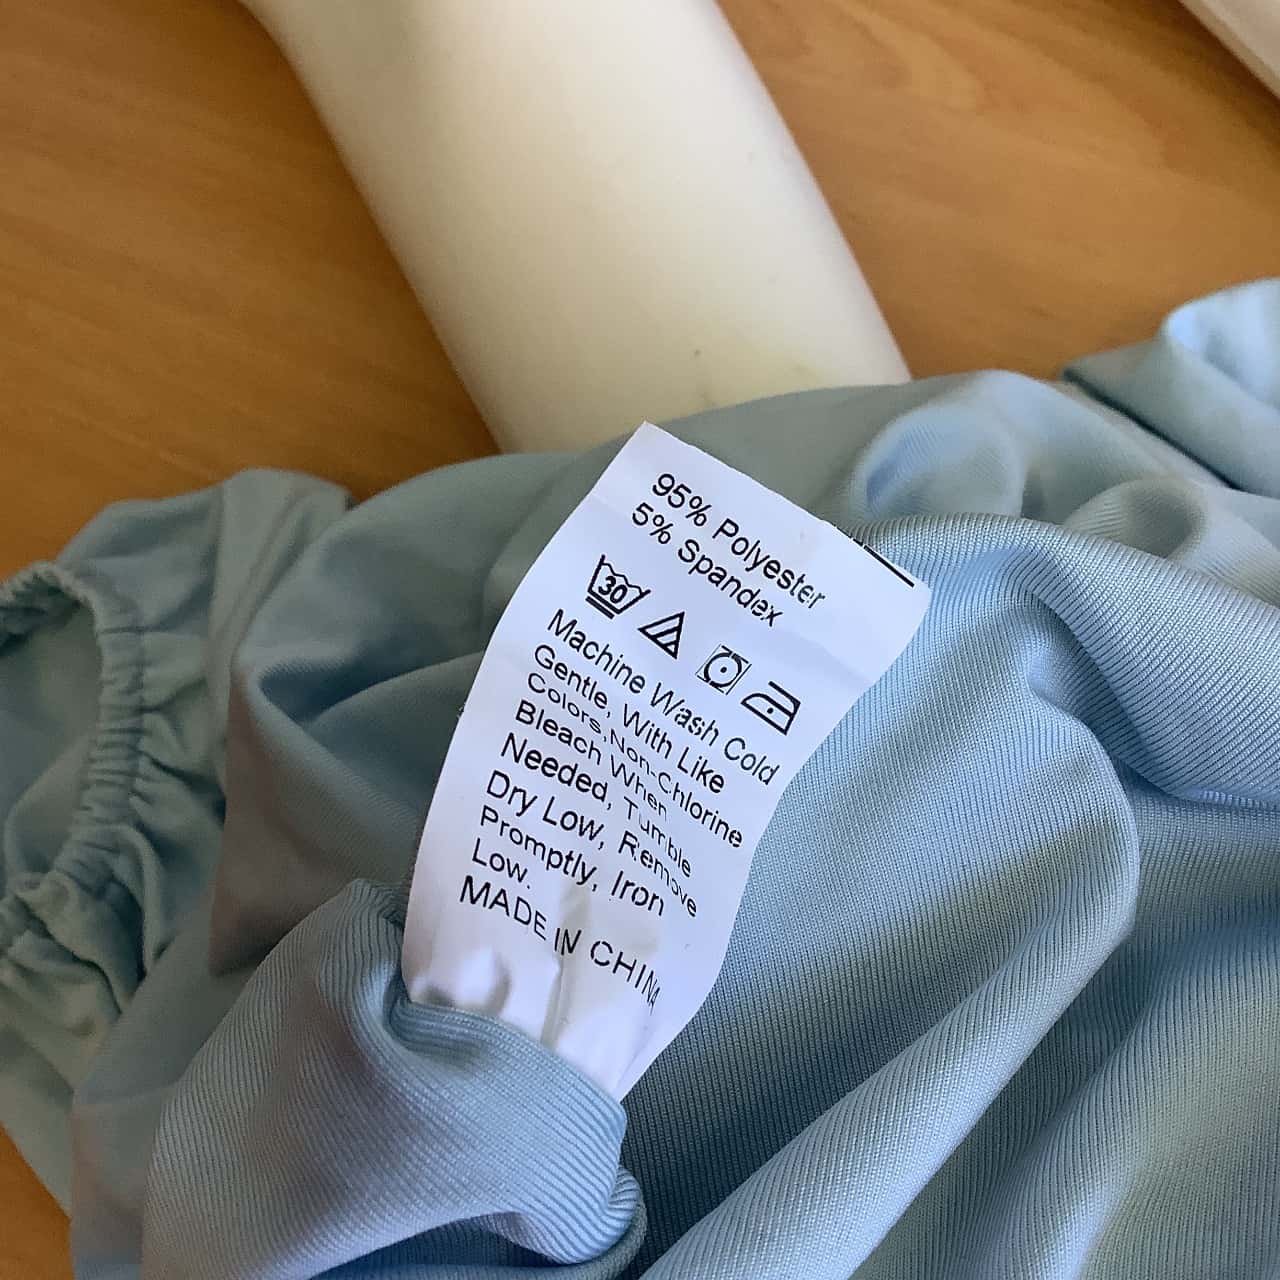 95% Polyester
5% Spandex
30
Machine Wash Cold
Gentle, With Like
Colors,Non-Chlorine
Bleach When
Needed, Tumble
Dry Low, Remove
Promptly, Iron
Low.
MADE IN CHINA